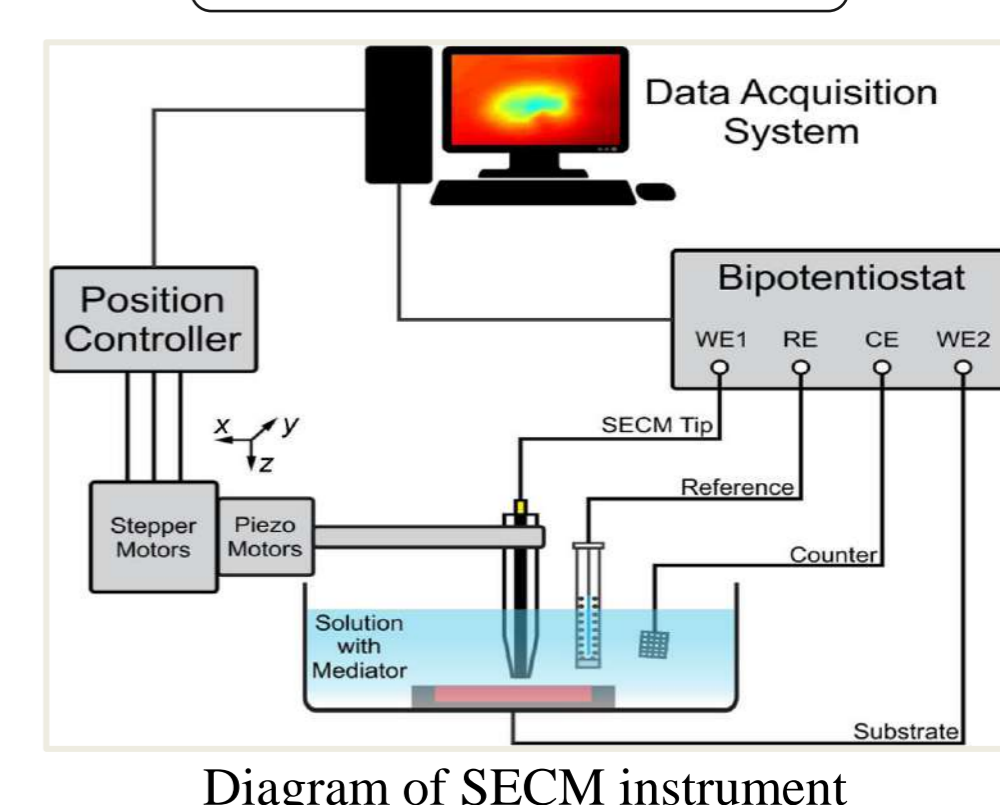 Data Acquisition
System
Bipotentiostat
WE1 RE CE WE2
Position
Controller
x y
z
SECM Tip
Reference
Counter
Stepper
Motors
Piezo
Motors
Solution
with
Mediator
Substrate
Diagram of SECM instrument